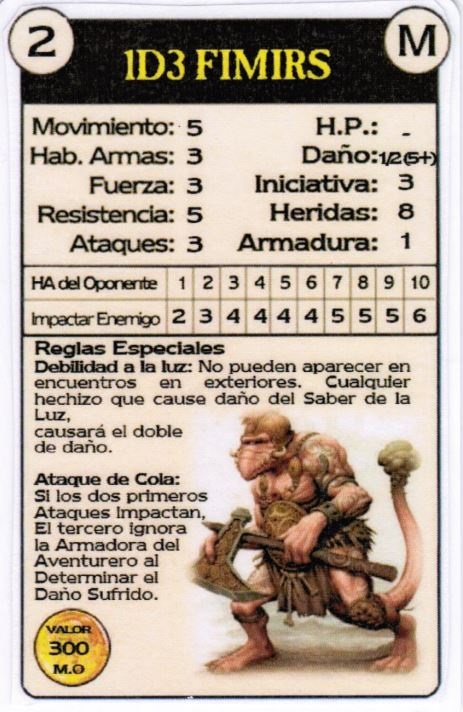 2
M
1D3 FIMIRS
Movimiento: 5 H.P.: -
Hab. Armas: 3 Daño: 1/2(5+)
Fuerza: 3 Iniciativa: 3
Resistencia: 5 Heridas: 8
Ataques: 3 Armadura: 1
HA del Oponente 1 2 3 4 5 6 7 8 9 10
Impactar Enemigo 2 3 4 4 4 4 5 5 5 6
Reglas Especiales
Debilidad a la luz: No pueden aparecer en
encuentros en exteriores. Cualquier
hechizo que cause daño del Saber de la
Luz,
causará el doble
de daño.
Ataque de Cola:
Si los dos primeros
Ataques Impactan,
El tercero ignora
la Armadora del
Aventurero al
Determinar el
Daño Sufrido.
VALOR
300
M.O